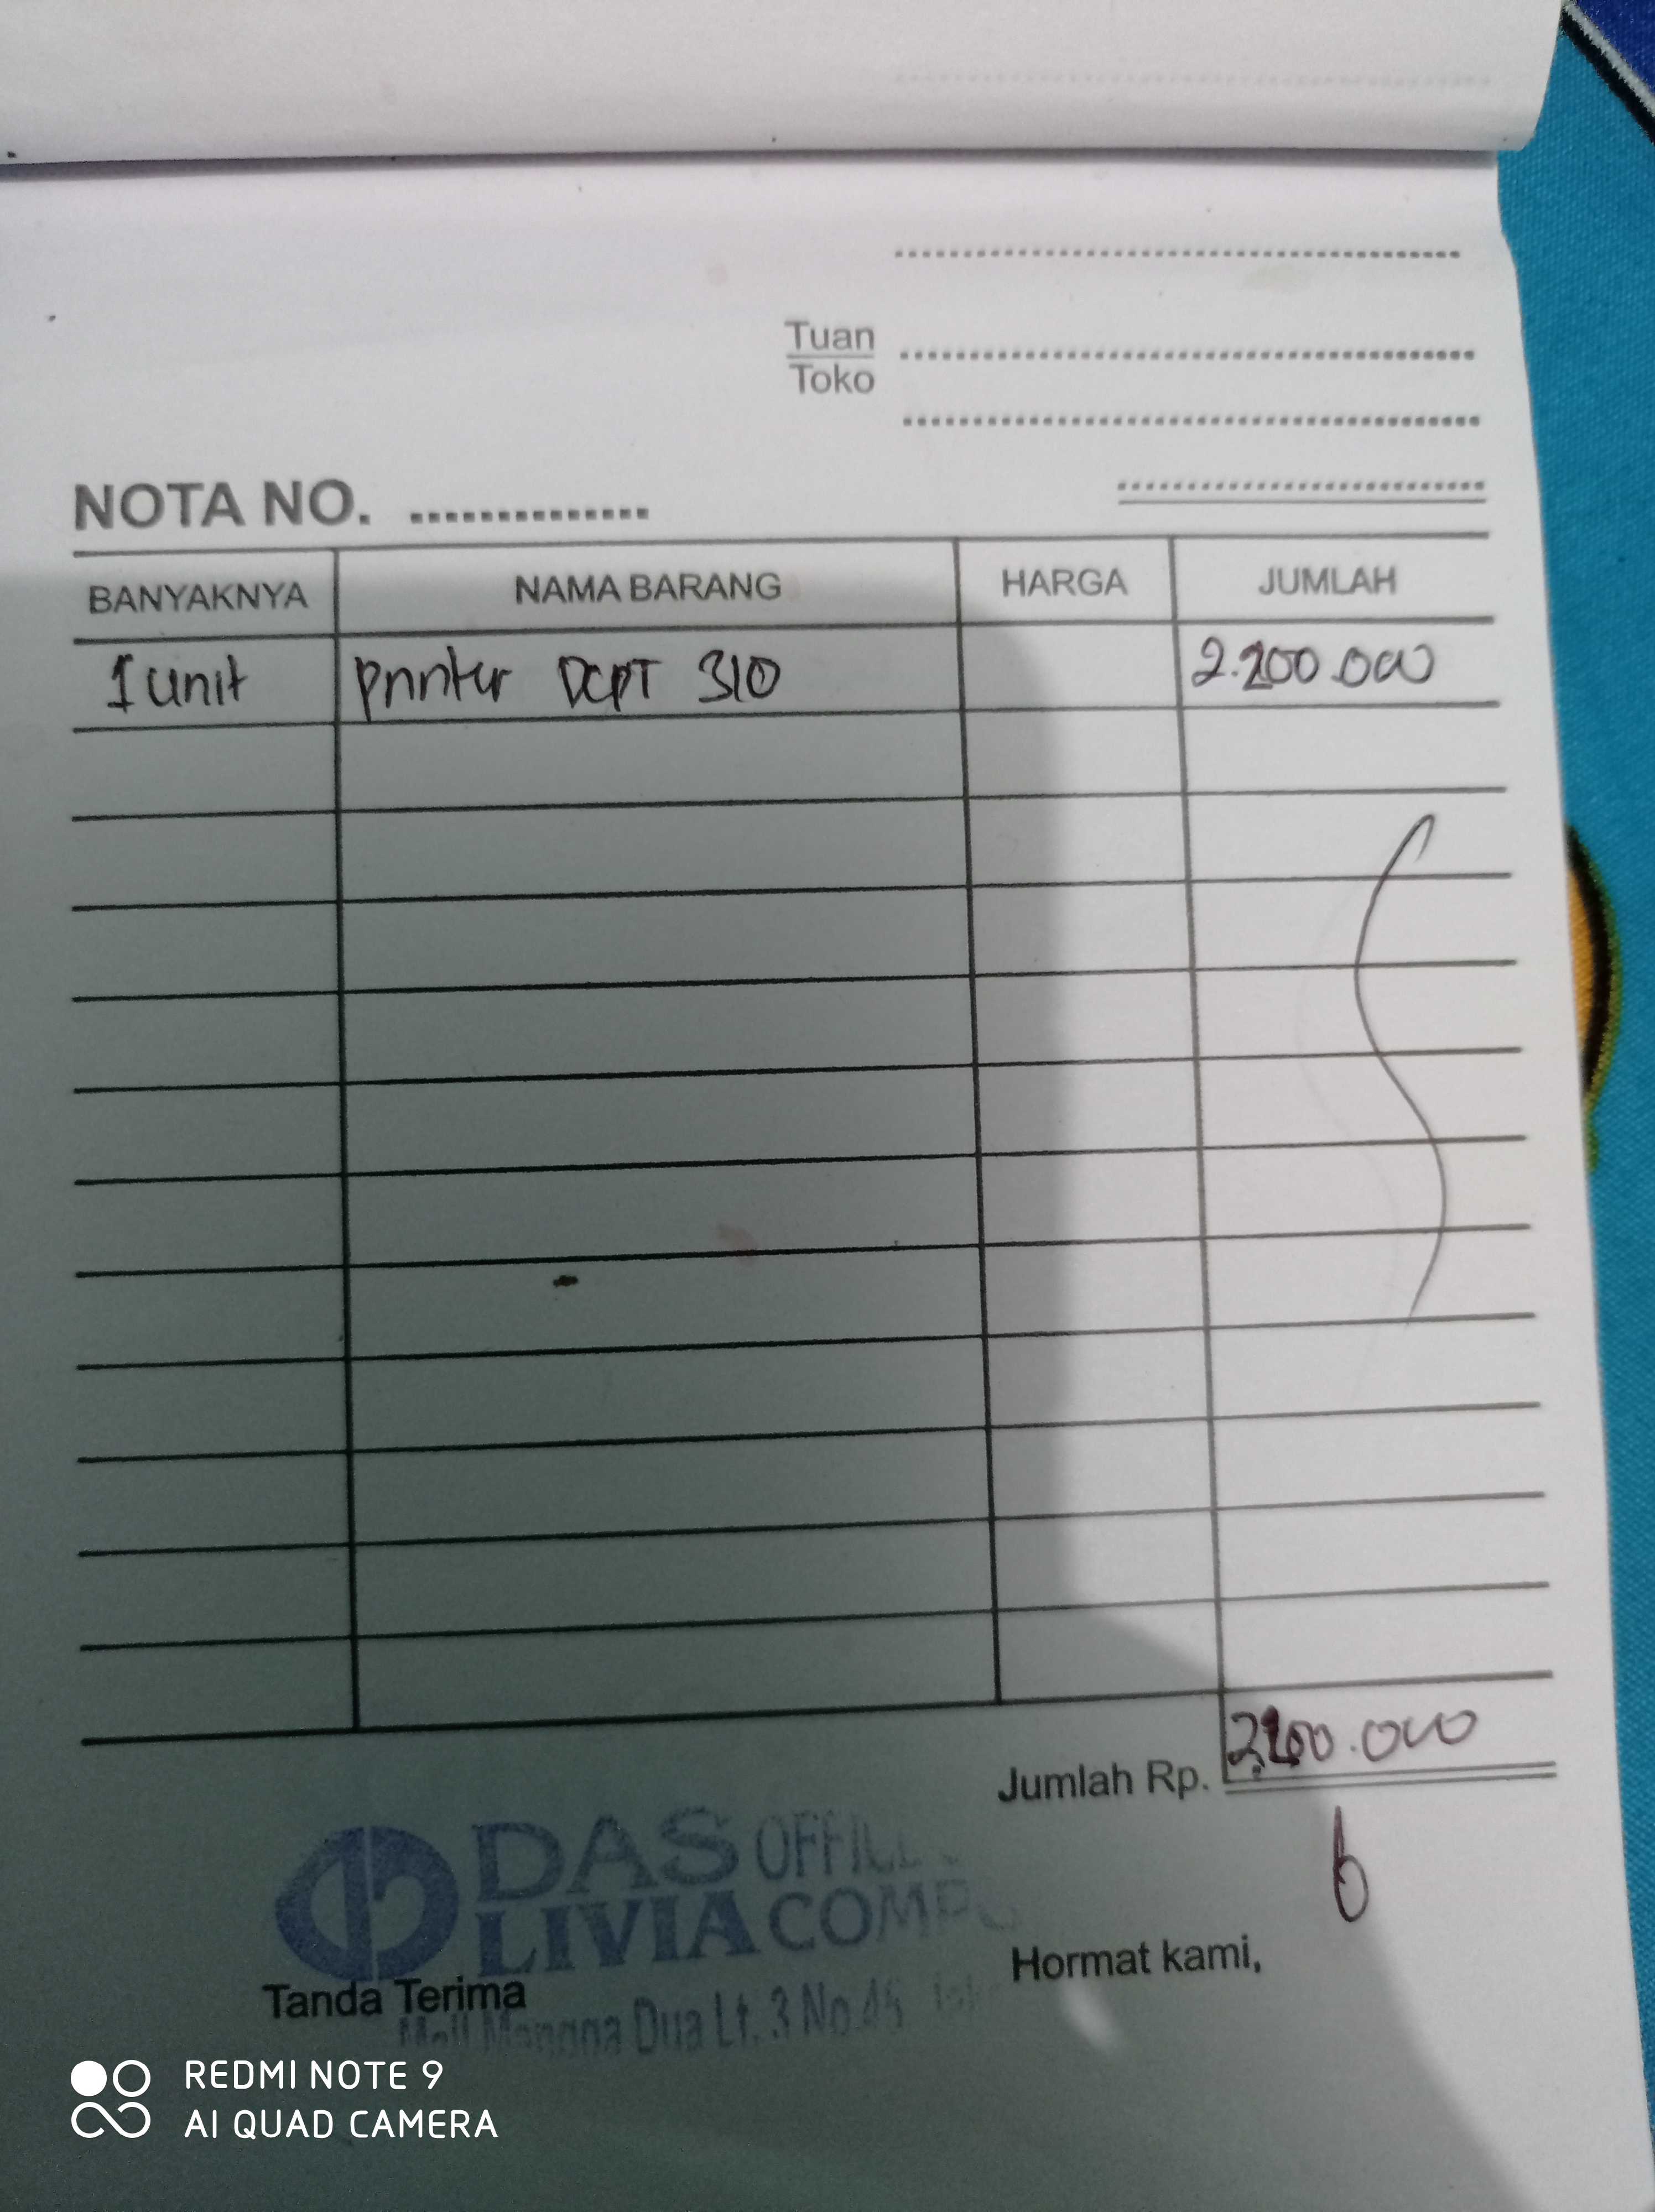 Tuan
Toko
NOTA NO.
BANYAKNYA NAMA BARANG HARGA JUMLAH
1 unit printer DCPT 310 2.200.000
Jumlah Rp. 2.200.000
DAS OFFICE
LIVIA COMP
Hormat kami,
Tanda Terima
Mall Mangga Dua Lt. 3 No.
REDMI NOTE 9
AI QUAD CAMERA